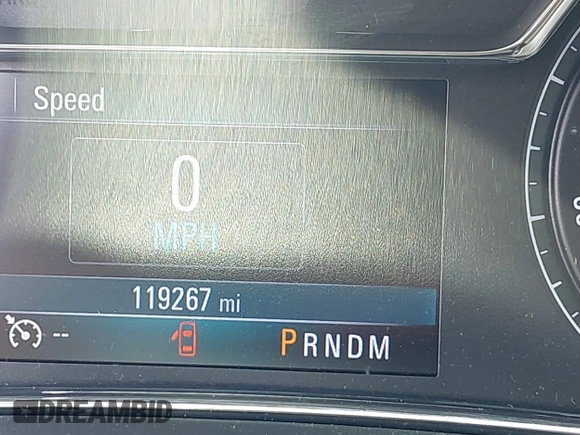 Speed
0
MPH
119267 mi
--
PRNDM
DREAMBID